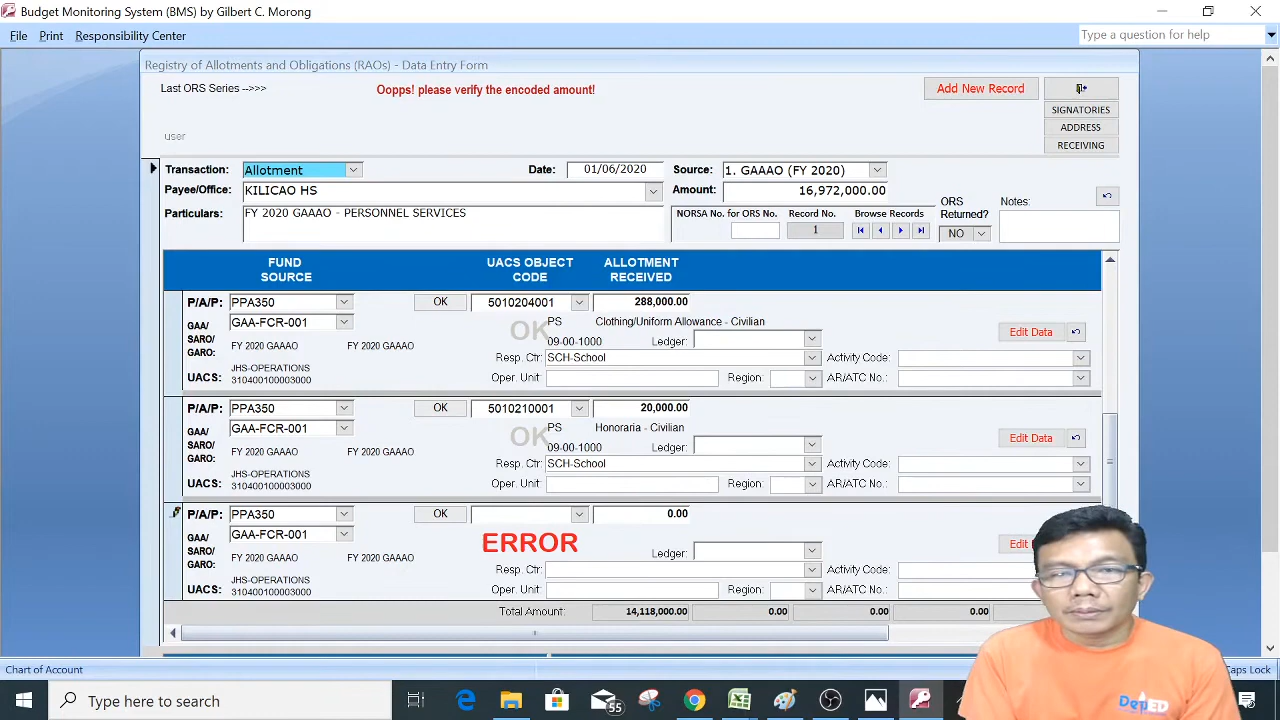 Budget Monitoring System (BMS) by Gilbert C. Morong
File Print Responsibility Center
Type a question for help
Registry of Allotments and Obligations (RAOs) - Data Entry Form
Last ORS Series ->>>
Oopps! please verify the encoded amount!
Add New Record
SIGNATORIES
ADDRESS
RECEIVING
user
Transaction: Allotment Date: 01/06/2020 Source: 1. GAAAO (FY 2020)
Payee/Office: KILICAO HS Amount: 16,972,000.00
Particulars: FY 2020 GAAAO - PERSONNEL SERVICES
NORSA No. for ORS No. Record No. Browse Records
1
ORS Returned?
NO
Notes:
FUND SOURCE
UACS OBJECT CODE
ALLOTMENT RECEIVED
P/A/P: PPA350 OK 5010204001 288,000.00
GAA/ SARO/ GARO: GAA-FCR-001
OK PS Clothing/Uniform Allowance - Civilian
FY 2020 GAAAO FY 2020 GAAAO
09-00-1000 Ledger:
Edit Data
Resp. Ctr: SCH-School Activity Code:
JHS-OPERATIONS
UACS: 310400100003000
Oper. Unit: Region: AR/ATC No.:
P/A/P: PPA350 OK 5010210001 20,000.00
GAA/ SARO/ GARO: GAA-FCR-001
OK PS Honoraria - Civilian
FY 2020 GAAAO FY 2020 GAAAO
09-00-1000 Ledger:
Edit Data
Resp. Ctr: SCH-School Activity Code:
JHS-OPERATIONS
UACS: 310400100003000
Oper. Unit: Region: AR/ATC No.:
P/A/P: PPA350 OK 0.00
GAA/ SARO/ GARO: GAA-FCR-001
ERROR
FY 2020 GAAAO FY 2020 GAAAO
Ledger:
Edit
Resp. Ctr: Activity Code:
JHS-OPERATIONS
UACS: 310400100003000
Oper. Unit: Region: AR/ATC No.:
Total Amount: 14,118,000.00 0.00 0.00 0.00
Chart of Account
Caps Lock
Type here to search
55
DepED